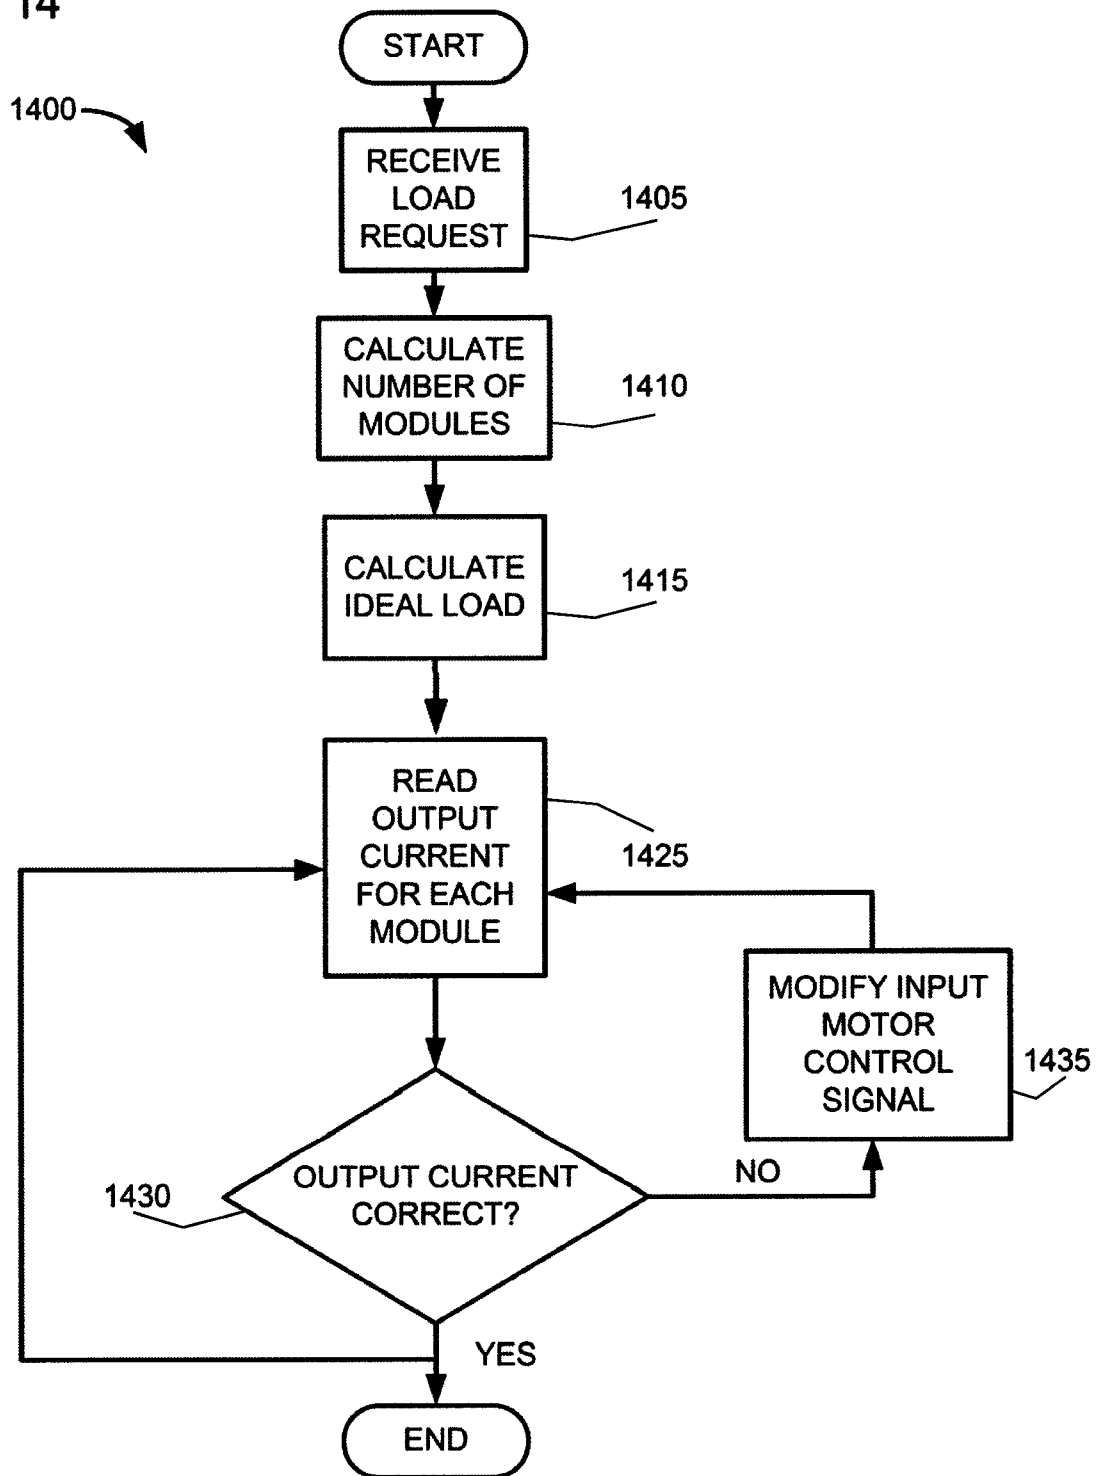 14
START
1400
RECEIVE
LOAD
REQUEST
1405
CALCULATE
NUMBER OF
MODULES
1410
CALCULATE
IDEAL LOAD
1415
READ
OUTPUT
CURRENT
FOR EACH
MODULE
1425
MODIFY INPUT
MOTOR
CONTROL
SIGNAL
1435
OUTPUT CURRENT
CORRECT?
1430
NO
YES
END